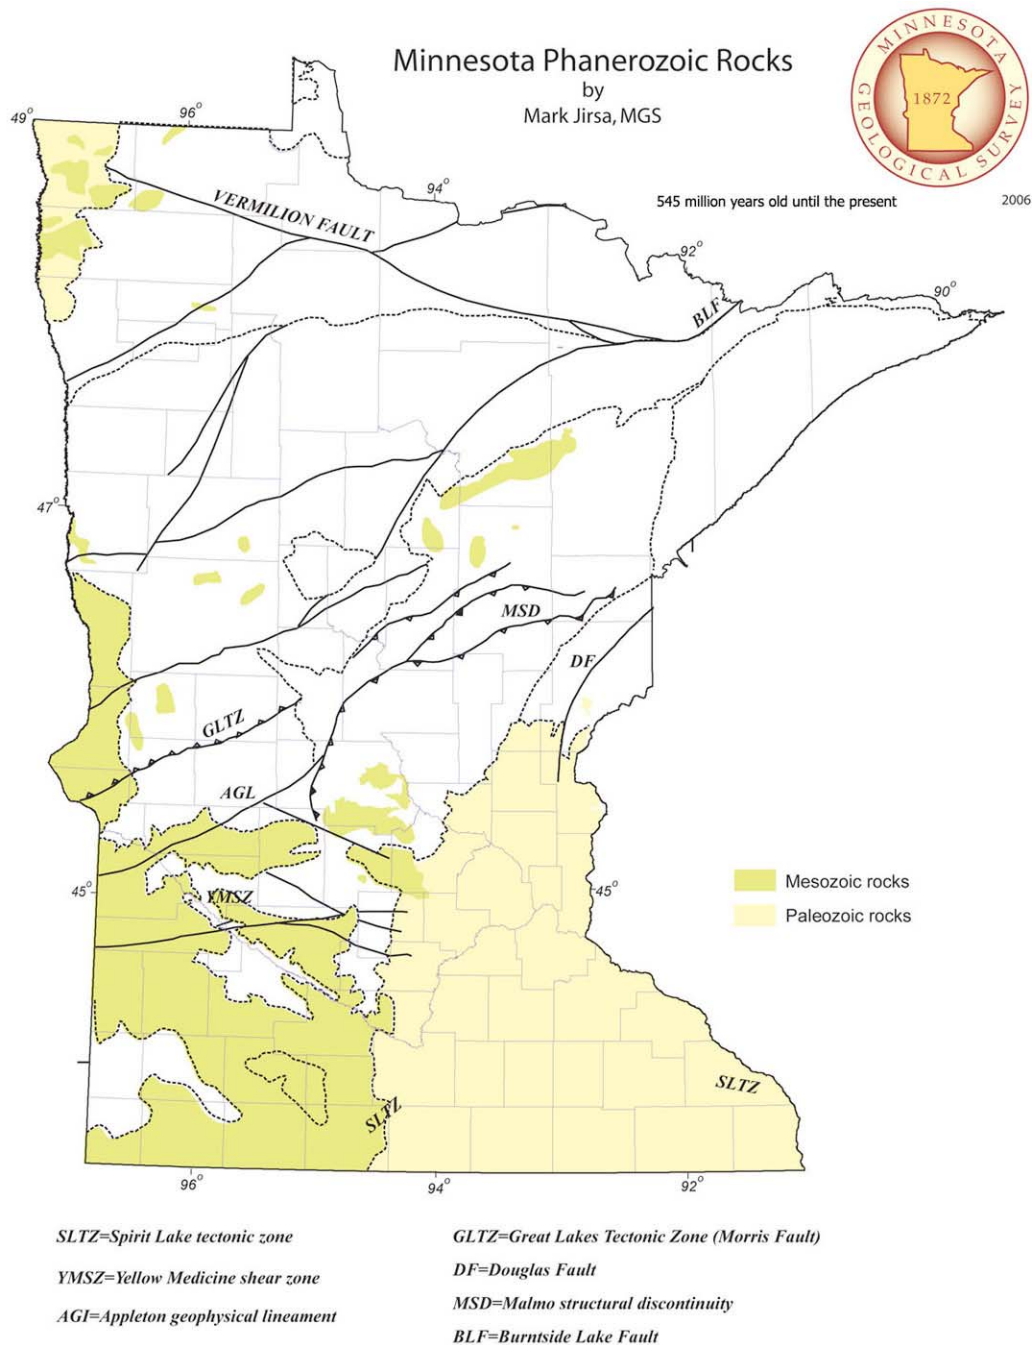 Minnesota Phanerozoic Rocks
by
Mark Jirsa, MGS
MINNESOTA
GEOLOGICAL SURVEY
1872
545 million years old until the present
2006
49°
96°
94°
92°
90°
VERMILION FAULT
BLF
47°
MSD
DF
GLTZ
AGL
45°
YMSZ
45°
Mesozoic rocks
Paleozoic rocks
SLTZ
SLTZ
96°
94°
92°
SLTZ=Spirit Lake tectonic zone
YMSZ=Yellow Medicine shear zone
AGI=Appleton geophysical lineament
GLTZ=Great Lakes Tectonic Zone (Morris Fault)
DF=Douglas Fault
MSD=Malmo structural discontinuity
BLF=Burntside Lake Fault